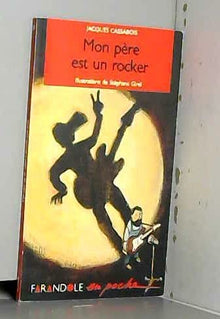 JACQUES CASSABOIS
Mon père
est un rocker
Illustrations de Stéphane Girel
FARANDOLE en poche